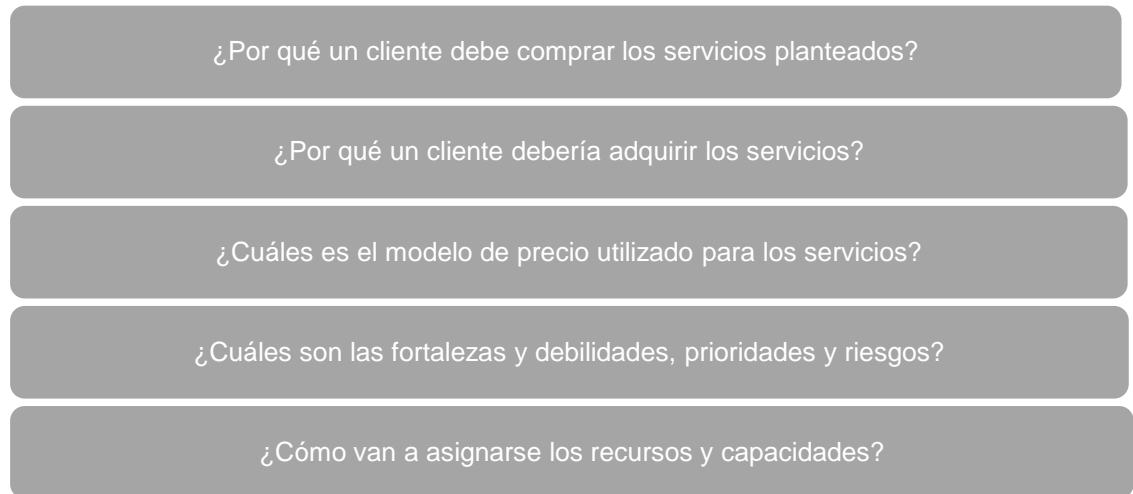 ¿Por qué un cliente debe comprar los servicios planteados?
¿Por qué un cliente debería adquirir los servicios?
¿Cuáles es el modelo de precio utilizado para los servicios?
¿Cuáles son las fortalezas y debilidades, prioridades y riesgos?
¿Cómo van a asignarse los recursos y capacidades?